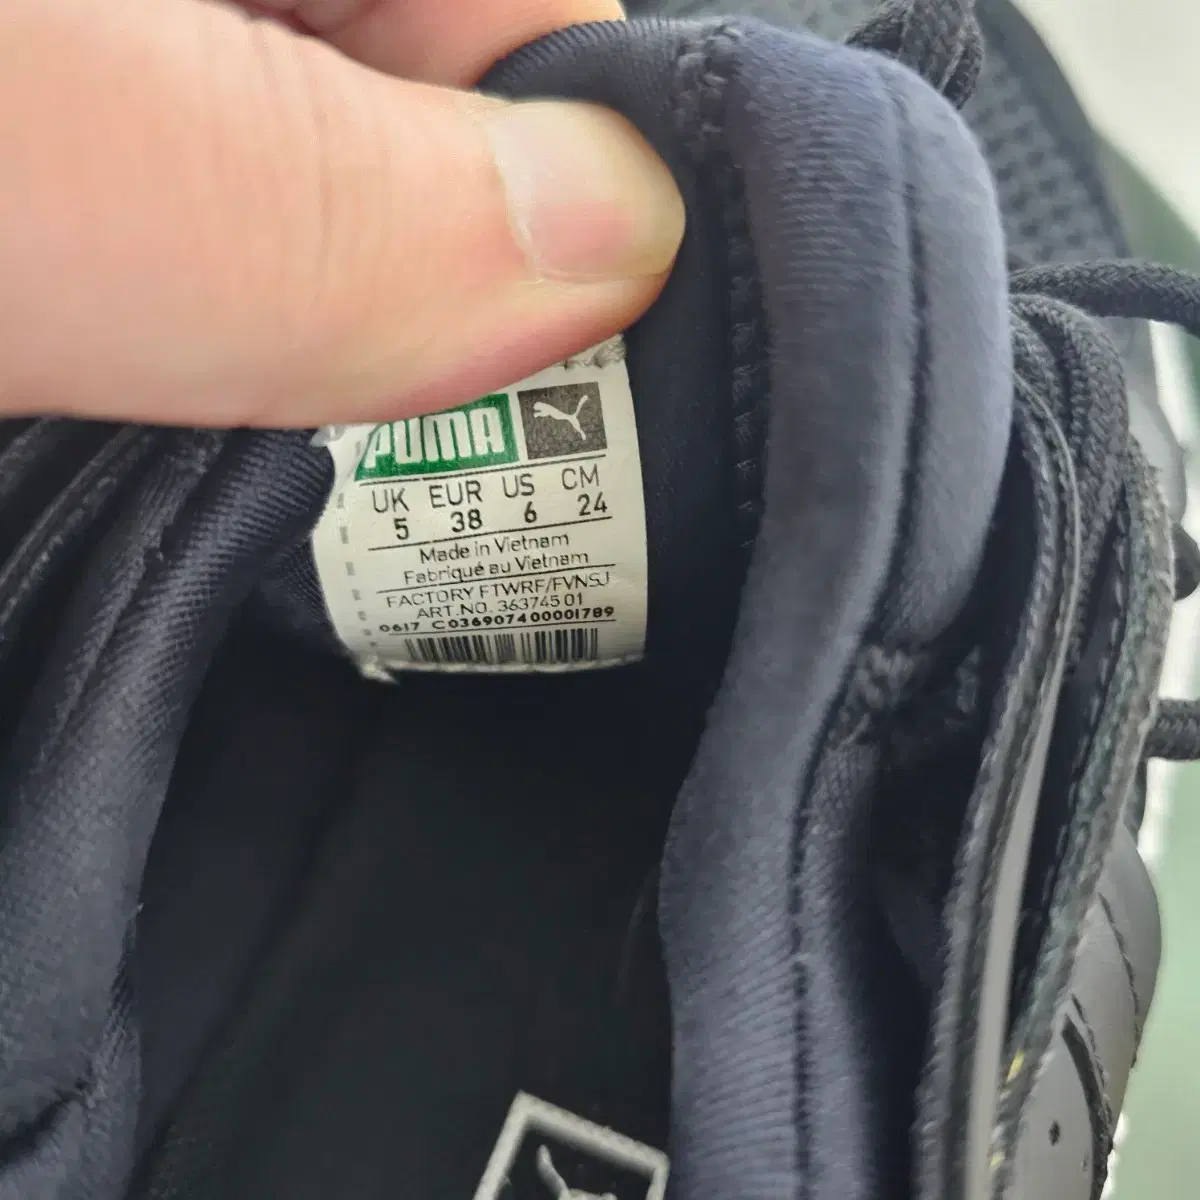 PUMA
UK EUR US CM
5 38 6 24
Made in Vietnam
Fabriqué au Vietnam
FACTORY FTWRF/FVNSJ
ART.NO. 363745 01
0617 C036907400001789